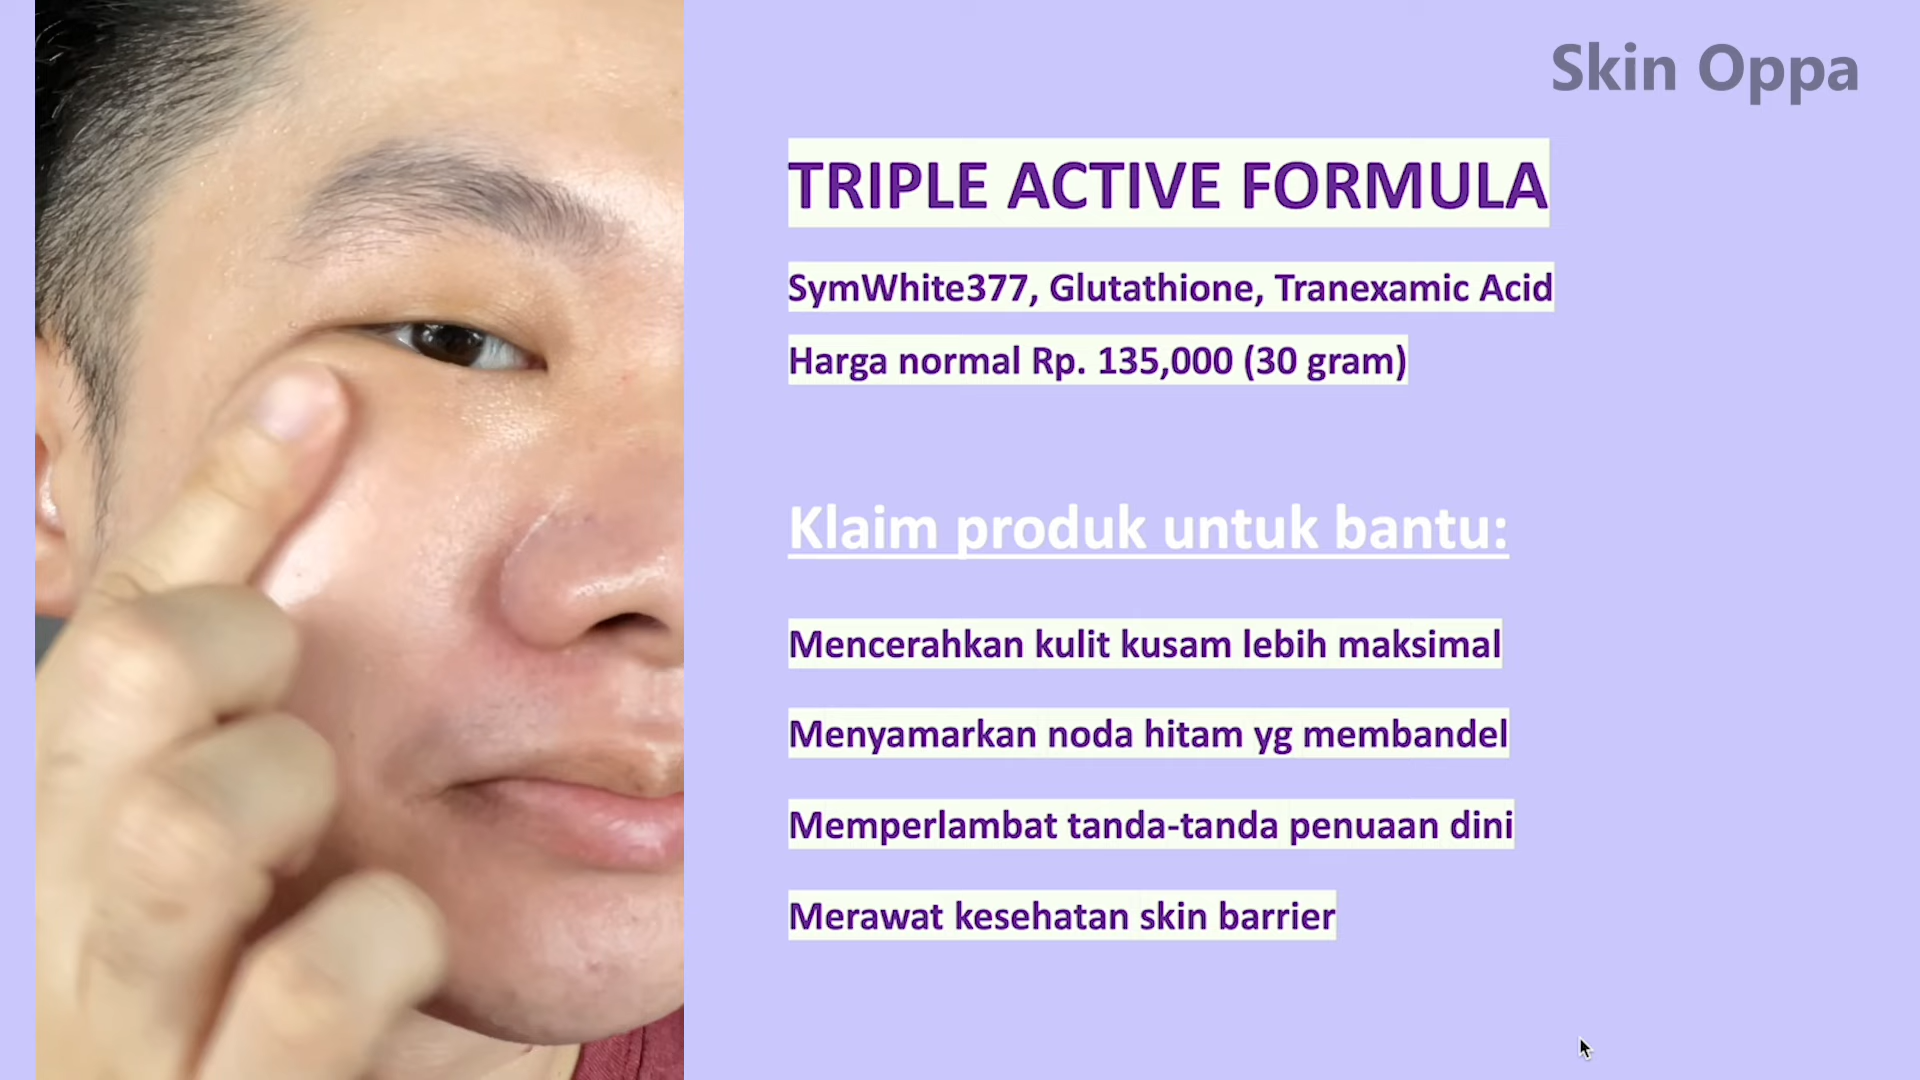 Skin Oppa
TRIPLE ACTIVE FORMULA
SymWhite377, Glutathione, Tranexamic Acid
Harga normal Rp. 135,000 (30 gram)
Klaim produk untuk bantu:
Mencerahkan kulit kusam lebih maksimal
Menyamarkan noda hitam yg membandel
Memperlambat tanda-tanda penuaan dini
Merawat kesehatan skin barrier